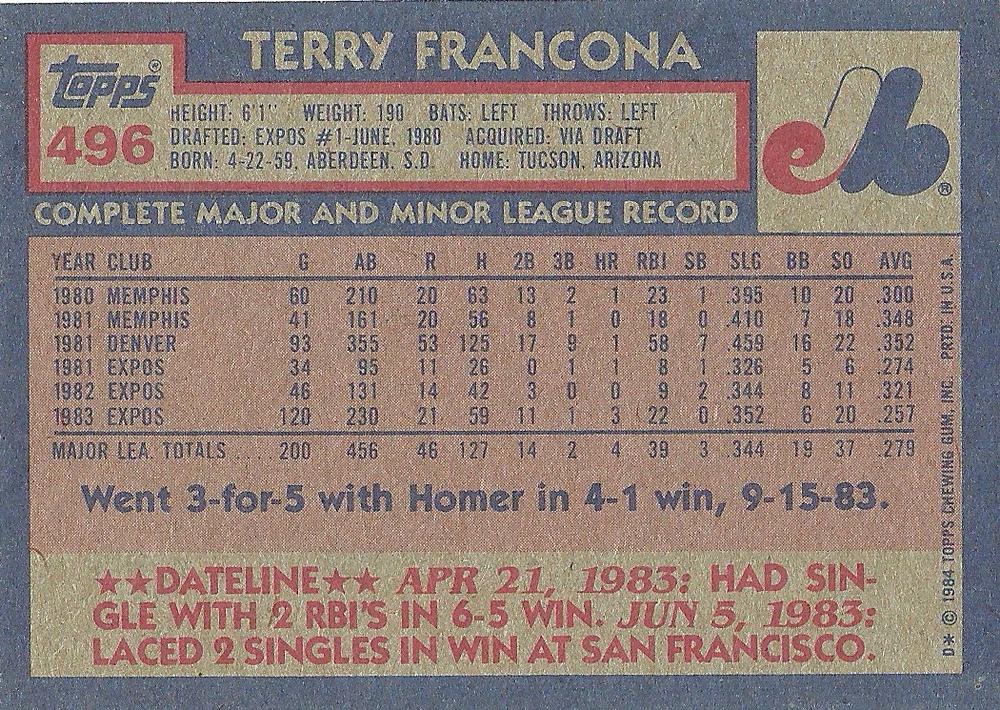 TERRY FRANCONA
Topps®
496
HEIGHT: 6'1" WEIGHT: 190 BATS: LEFT THROWS: LEFT
DRAFTED: EXPOS #1-JUNE, 1980 ACQUIRED: VIA DRAFT
BORN: 4-22-59, ABERDEEN, S.D. HOME: TUCSON, ARIZONA
eb®
COMPLETE MAJOR AND MINOR LEAGUE RECORD
YEAR CLUB G AB R H 2B 3B HR RBI SB SLG BB SO AVG
1980 MEMPHIS 60 210 20 63 13 2 1 23 1 .395 10 20 .300
1981 MEMPHIS 41 161 20 56 8 1 0 18 0 .410 7 18 .348
1981 DENVER 93 355 53 125 17 9 1 58 7 .459 16 22 .352
1981 EXPOS 34 95 11 26 0 1 1 8 1 .326 5 6 .274
1982 EXPOS 46 131 14 42 3 0 0 9 2 .344 8 11 .321
1983 EXPOS 120 230 21 59 11 1 3 22 0 .352 6 20 .257
MAJOR LEA. TOTALS ..... 200 456 46 127 14 2 4 39 3 .344 19 37 .279
Went 3-for-5 with Homer in 4-1 win, 9-15-83.
★★DATELINE★★ APR 21, 1983: HAD SIN-
GLE WITH 2 RBI'S IN 6-5 WIN. JUN 5, 1983:
LACED 2 SINGLES IN WIN AT SAN FRANCISCO.
D* © 1984 TOPPS CHEWING GUM, INC. PRTD. IN U.S.A.